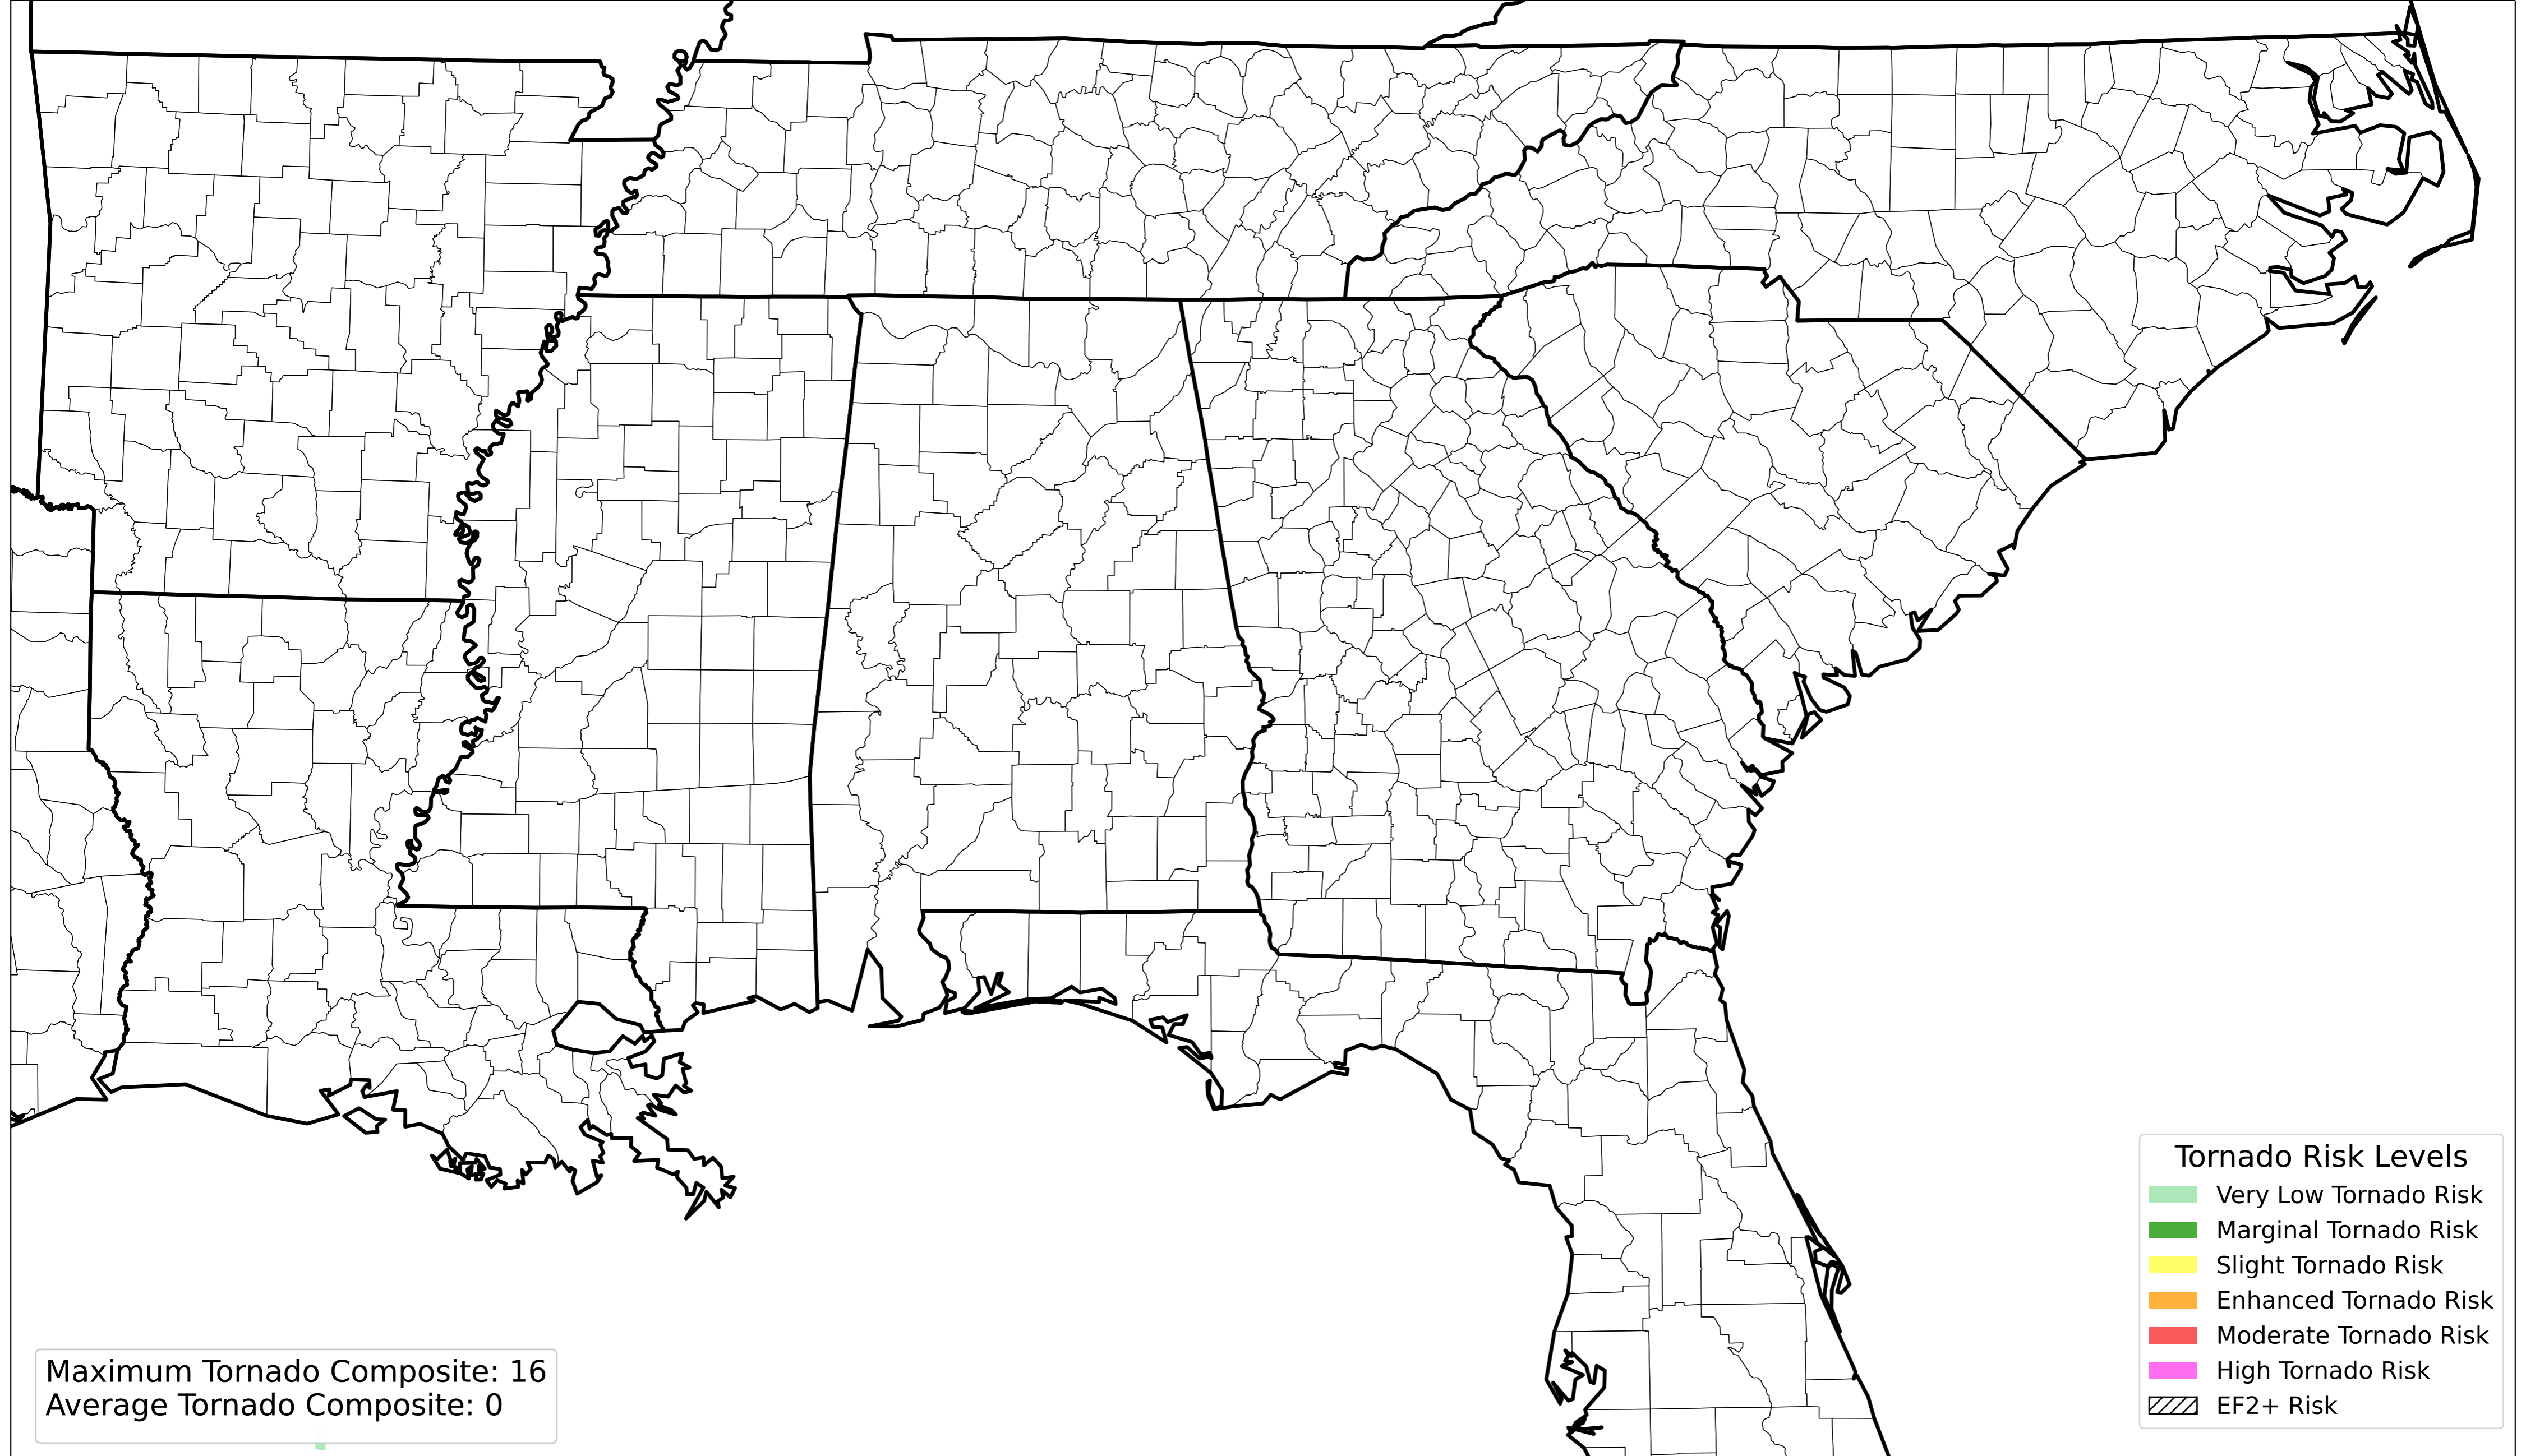 Tornado Risk Levels
Very Low Tornado Risk
Marginal Tornado Risk
Slight Tornado Risk
Enhanced Tornado Risk
Moderate Tornado Risk
High Tornado Risk
EF2+ Risk
Maximum Tornado Composite: 16
Average Tornado Composite: 0